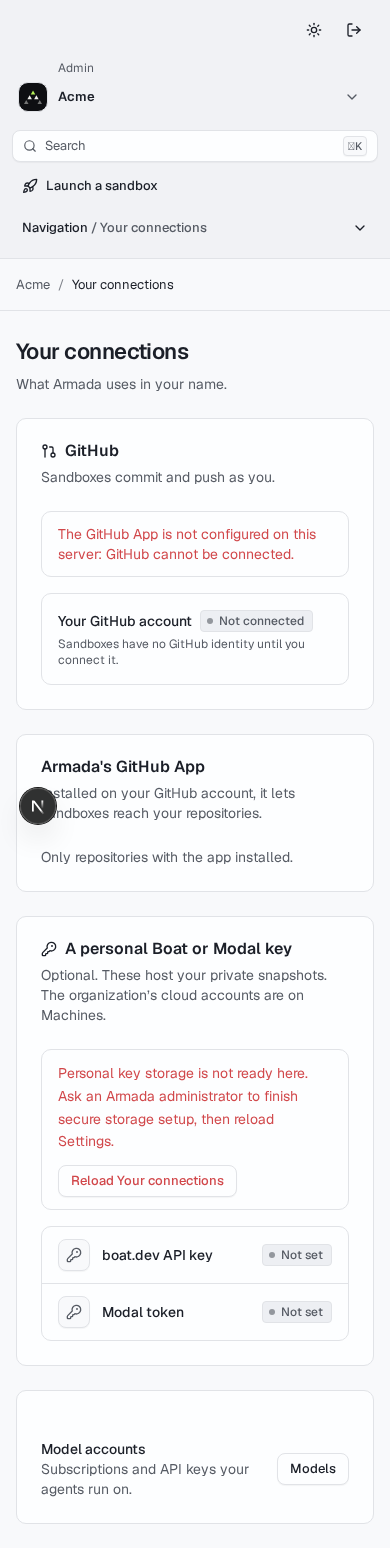 Admin
Acme
Search
K
Launch a sandbox
Navigation / Your connections
Acme / Your connections
Your connections
What Armada uses in your name.
GitHub
Sandboxes commit and push as you.
The GitHub App is not configured on this
server: GitHub cannot be connected.
Your GitHub account Not connected
Sandboxes have no GitHub identity until you
connect it.
Armada's GitHub App
nstalled on your GitHub account, it lets
ndboxes reach your repositories.
N
Only repositories with the app installed.
A personal Boat or Modal key
Optional. These host your private snapshots.
The organization's cloud accounts are on
Machines.
Personal key storage is not ready here.
Ask an Armada administrator to finish
secure storage setup, then reload
Settings.
Reload Your connections
boat.dev API key Not set
Modal token Not set
Model accounts
Subscriptions and API keys your
agents run on.
Models